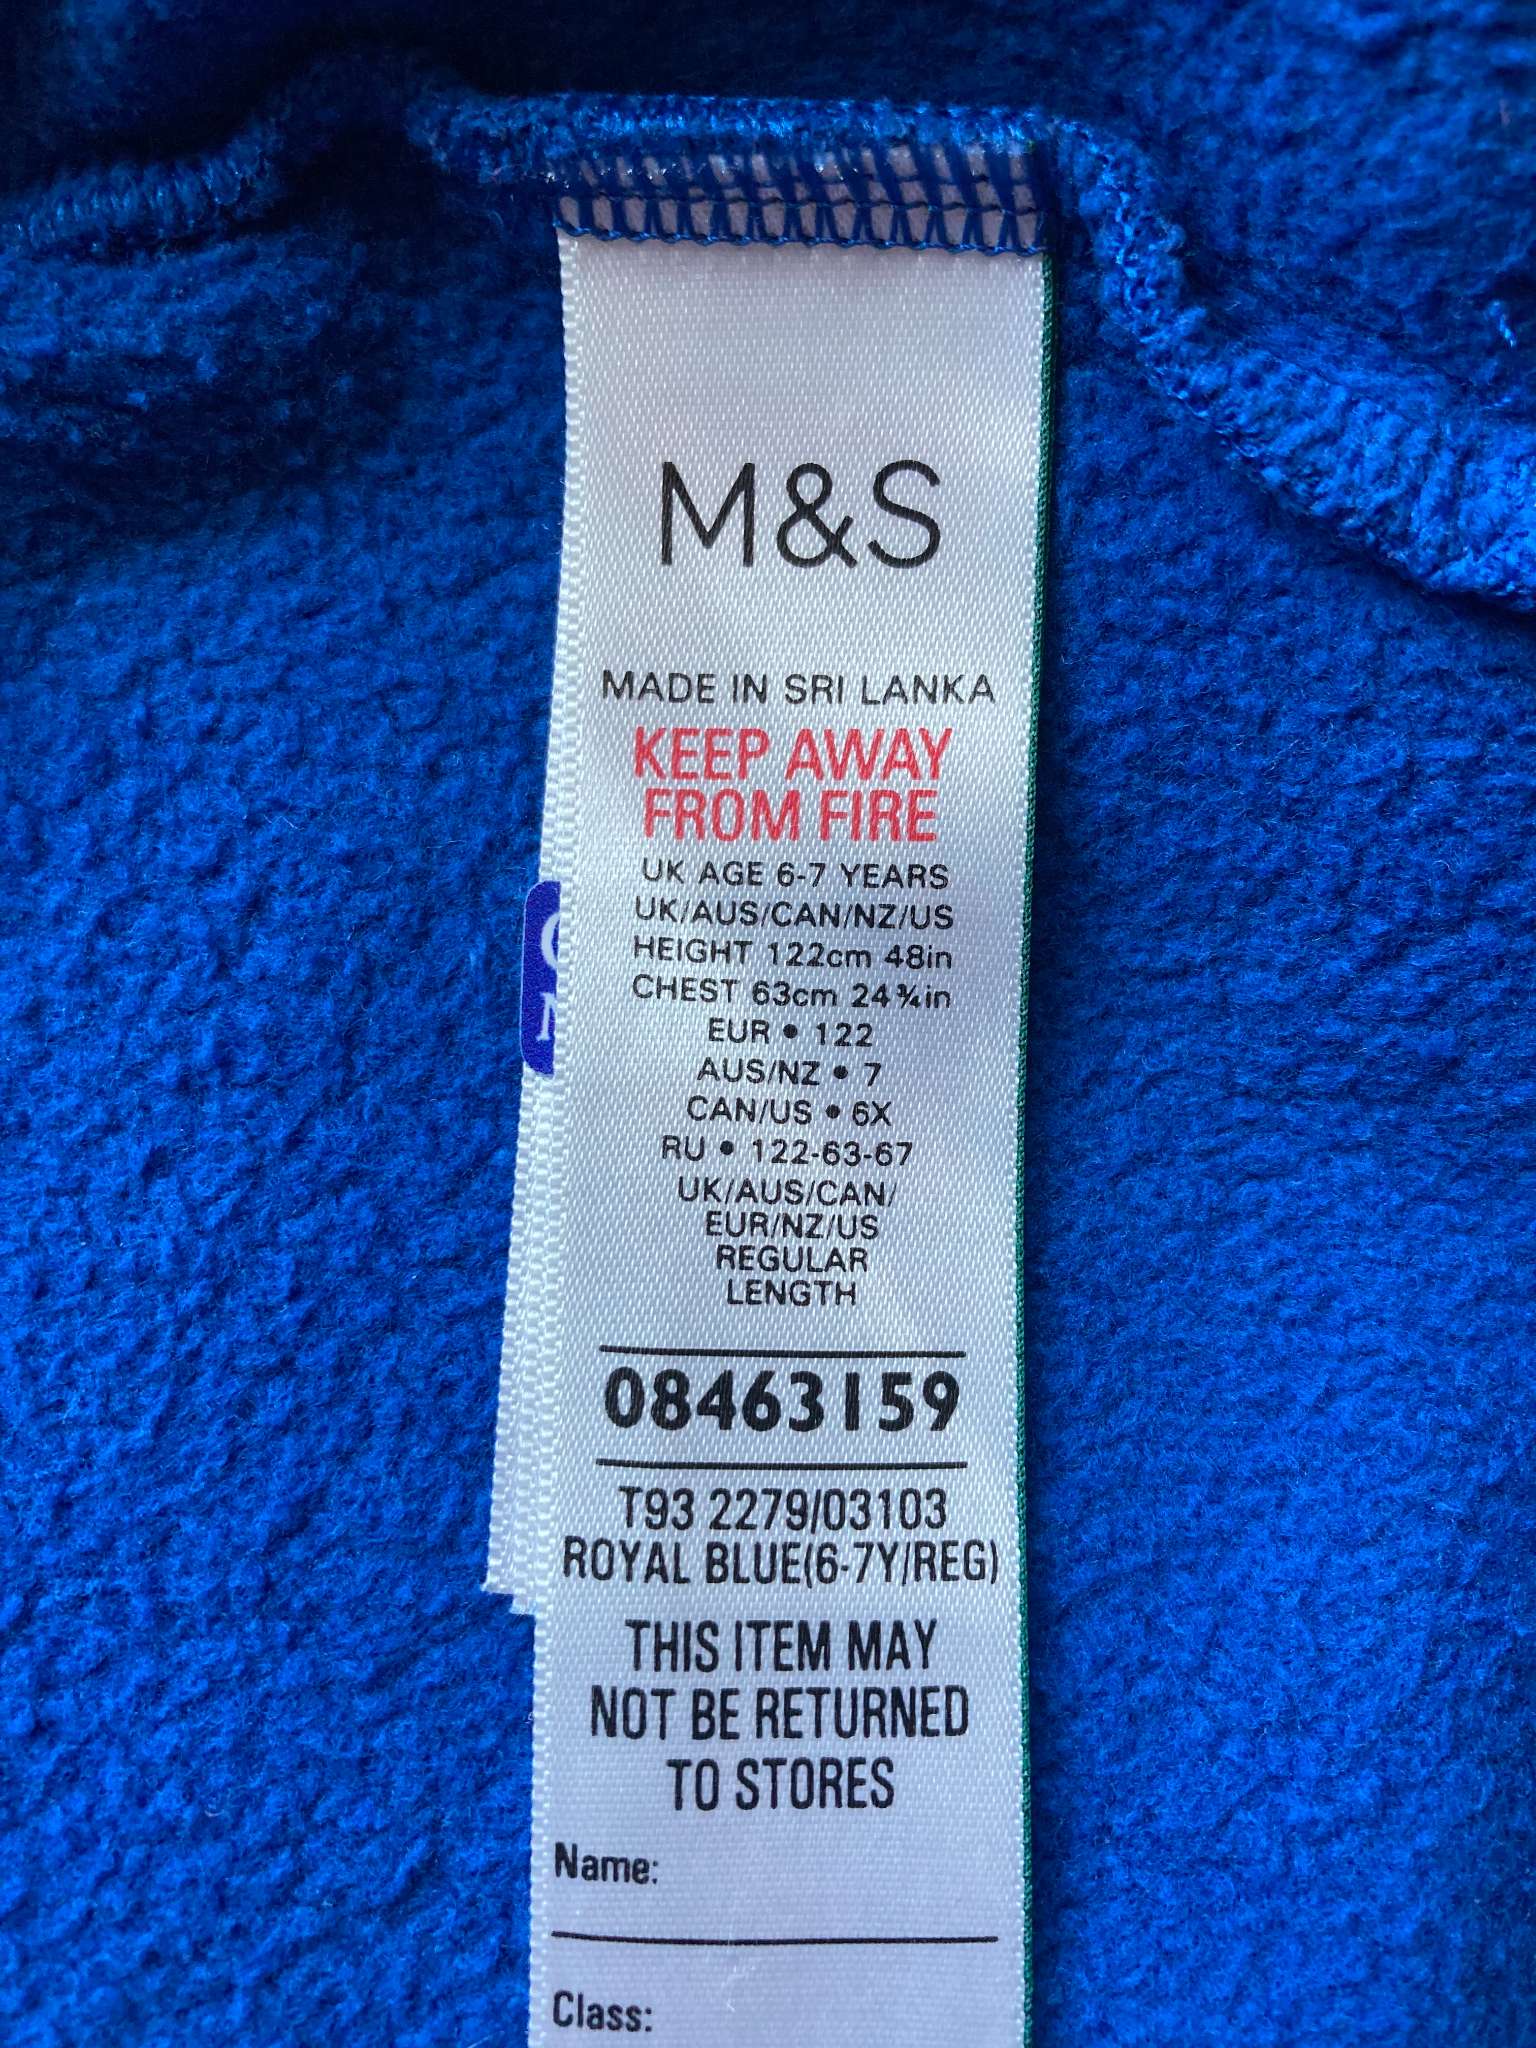 M&S
MADE IN SRI LANKA
KEEP AWAY
FROM FIRE
UK AGE 6-7 YEARS
UK/AUS/CAN/NZ/US
HEIGHT 122cm 48in
CHEST 63cm 24¾in
EUR • 122
AUS/NZ • 7
CAN/US • 6X
RU • 122-63-67
UK/AUS/CAN/
EUR/NZ/US
REGULAR
LENGTH
08463159
T93 2279/03103
ROYAL BLUE(6-7Y/REG)
THIS ITEM MAY
NOT BE RETURNED
TO STORES
Name:
Class: